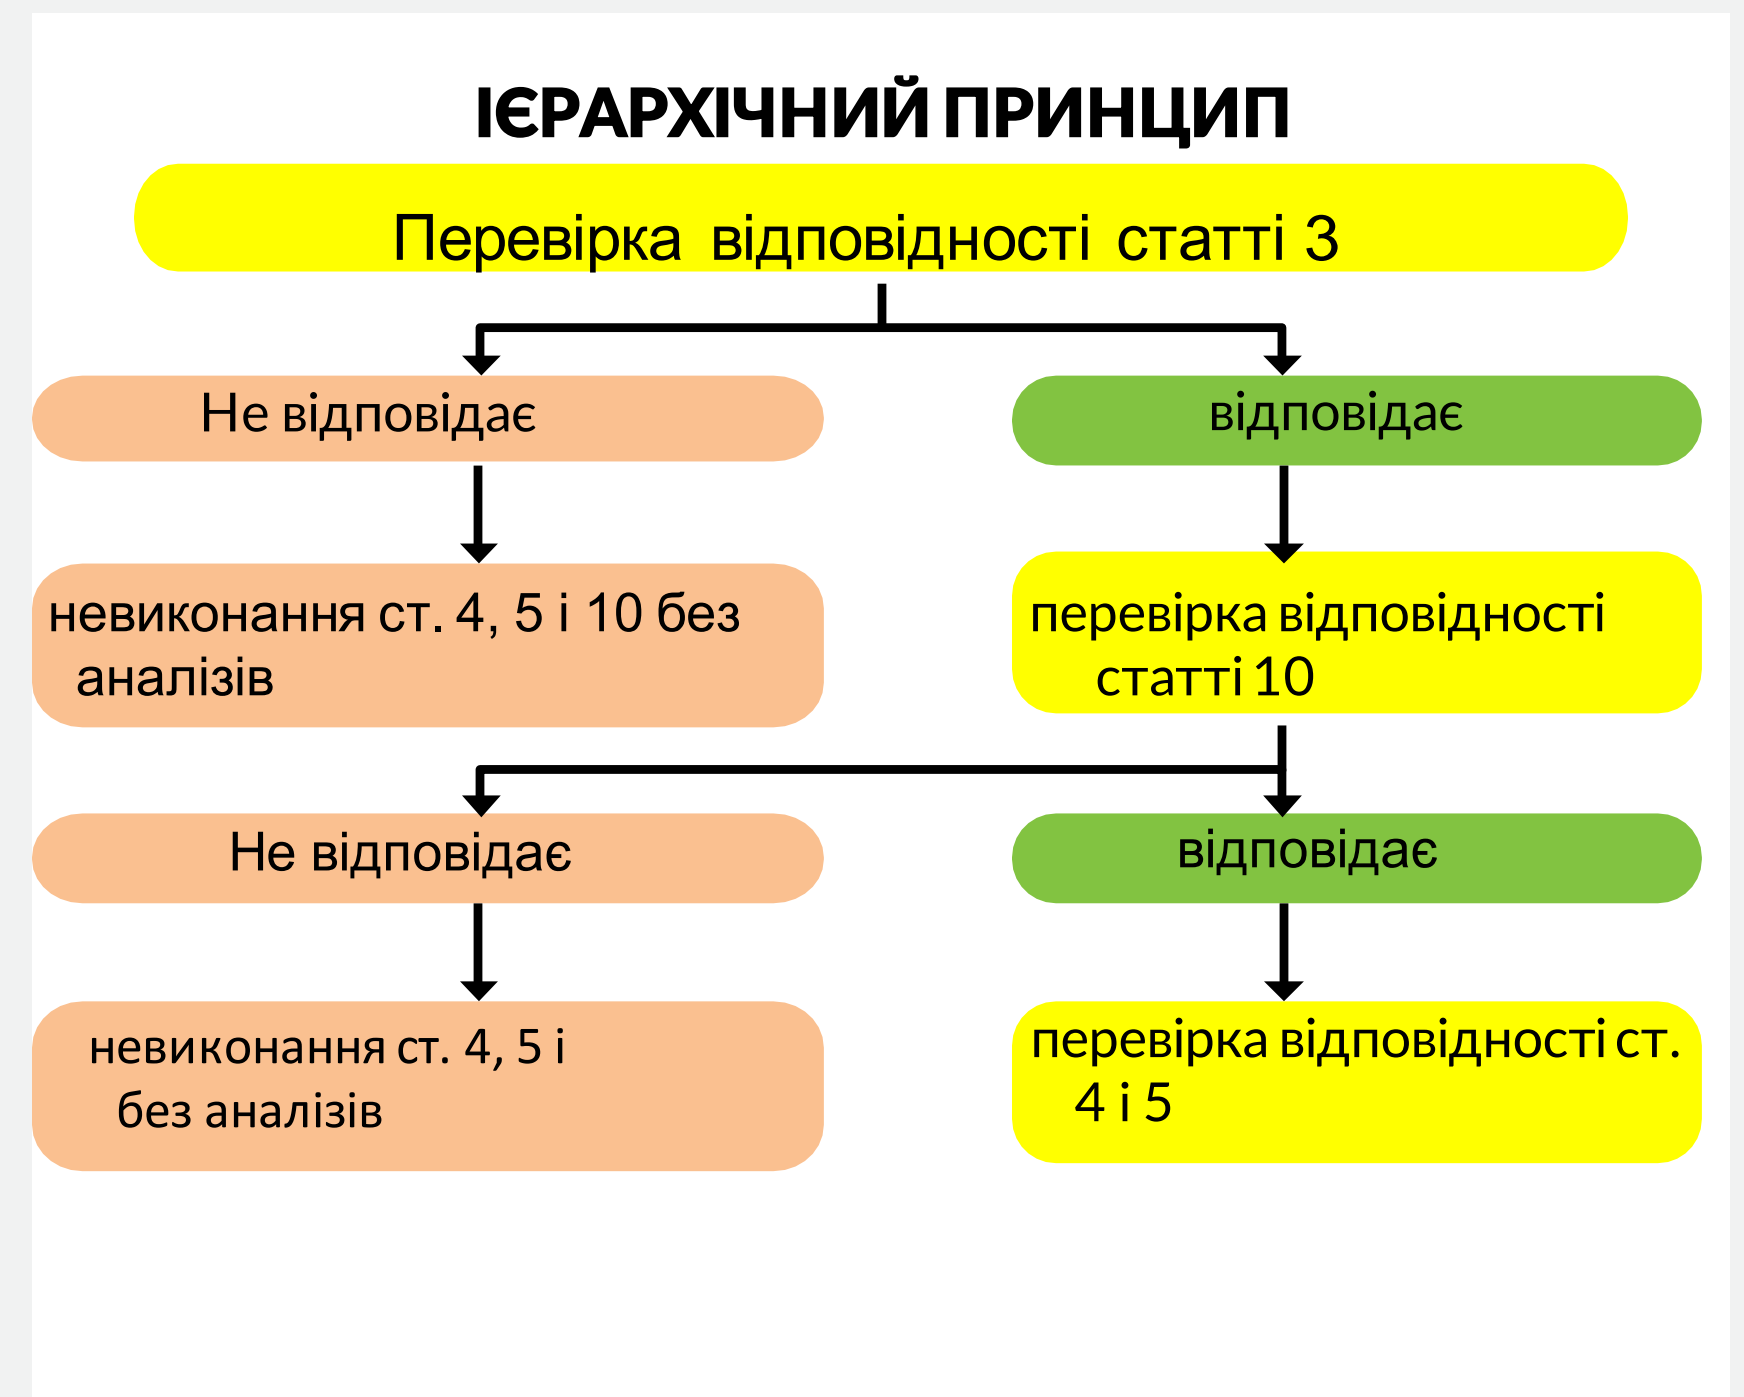 ІЄРАРХІЧНИЙ ПРИНЦИП
Перевірка відповідності статті 3
Не відповідає
відповідає
невиконання ст. 4, 5 і 10 без
аналізів
перевірка відповідності
статті 10
Не відповідає
відповідає
невиконання ст. 4, 5 і
без аналізів
перевірка відповідності ст.
4 і 5